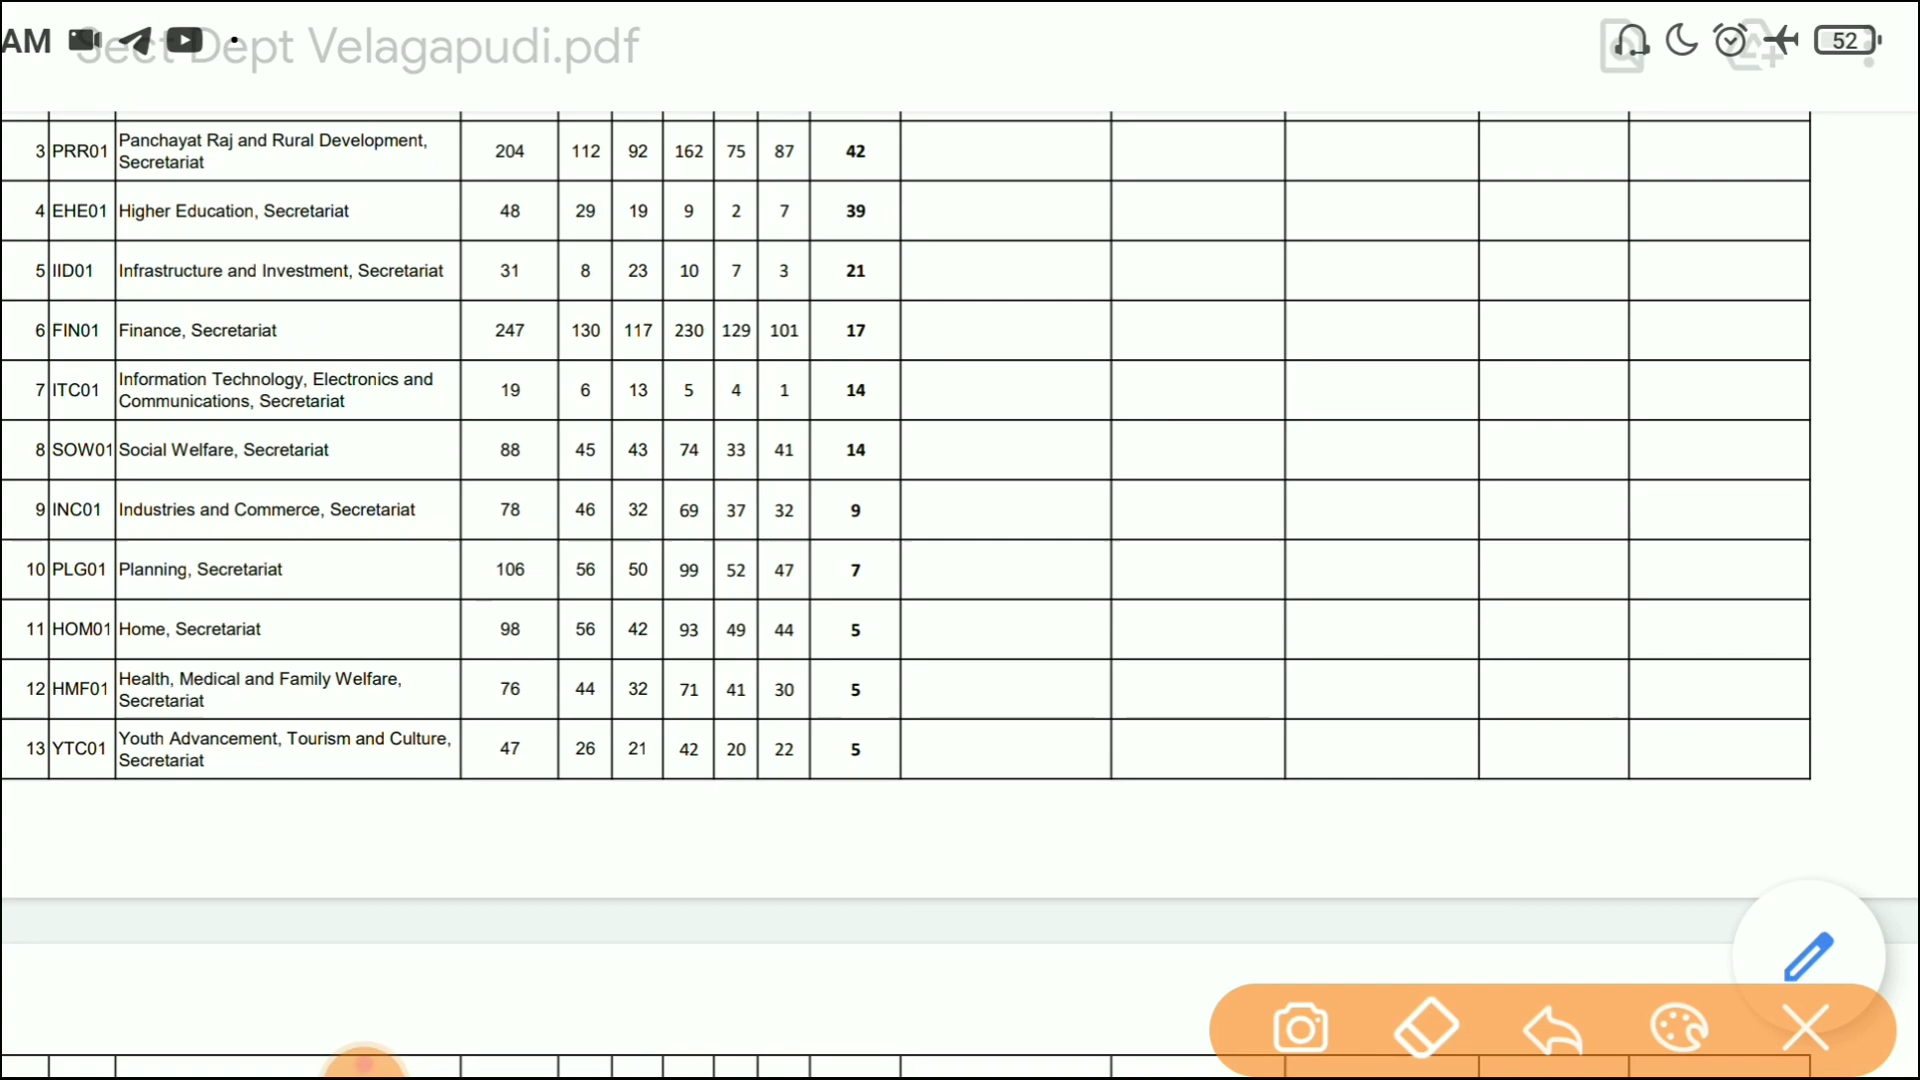 AM
52
Sect Dept Velagapudi.pdf
3 PRR01 Panchayat Raj and Rural Development, Secretariat 204 112 92 162 75 87 42
4 EHE01 Higher Education, Secretariat 48 29 19 9 2 7 39
5 IID01 Infrastructure and Investment, Secretariat 31 8 23 10 7 3 21
6 FIN01 Finance, Secretariat 247 130 117 230 129 101 17
7 ITC01 Information Technology, Electronics and Communications, Secretariat 19 6 13 5 4 1 14
8 SOW01 Social Welfare, Secretariat 88 45 43 74 33 41 14
9 INC01 Industries and Commerce, Secretariat 78 46 32 69 37 32 9
10 PLG01 Planning, Secretariat 106 56 50 99 52 47 7
11 HOM01 Home, Secretariat 98 56 42 93 49 44 5
12 HMF01 Health, Medical and Family Welfare, Secretariat 76 44 32 71 41 30 5
13 YTC01 Youth Advancement, Tourism and Culture, Secretariat 47 26 21 42 20 22 5